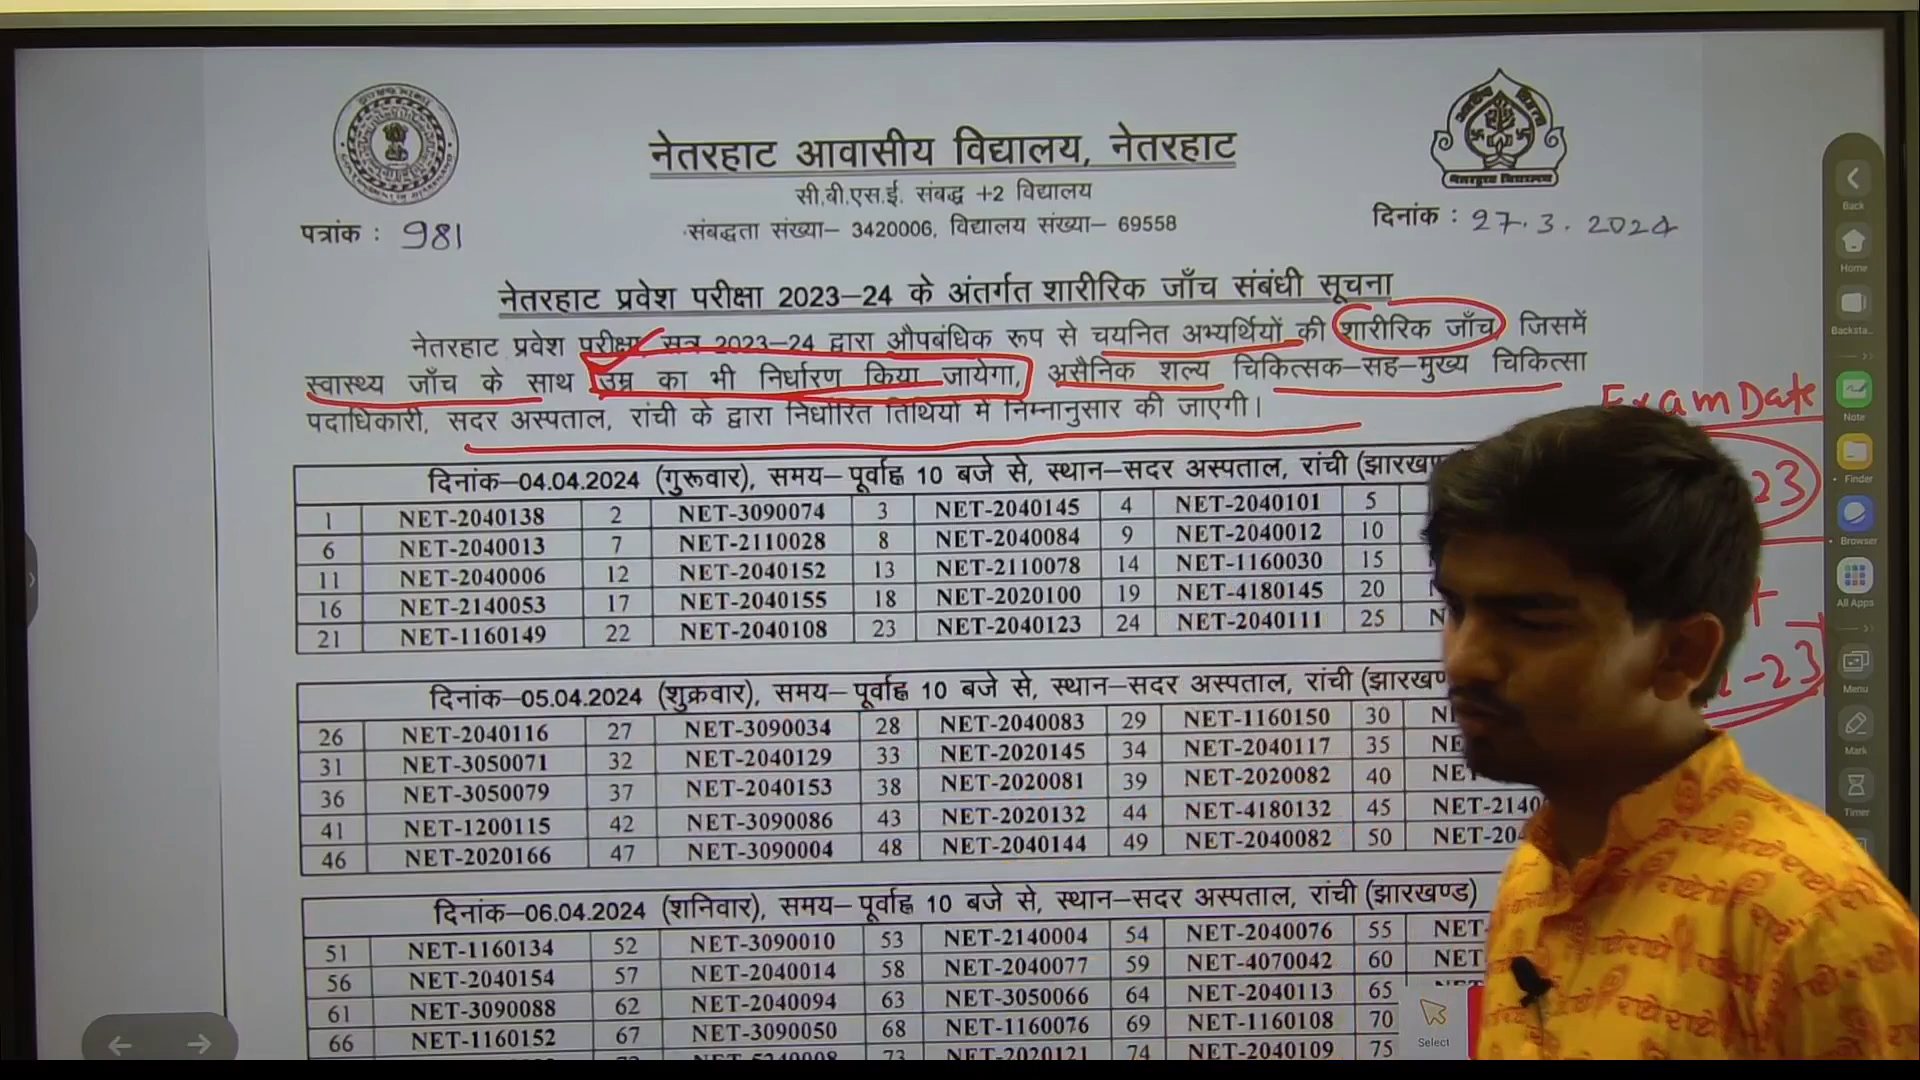 नेतरहाट आवासीय विद्यालय, नेतरहाट
सी.बी.एस.ई. संबद्ध +2 विद्यालय
पत्रांक : 981
संबद्धता संख्या– 3420006, विद्यालय संख्या– 69558
दिनांक : 27.3.2024
नेतरहाट प्रवेश परीक्षा 2023–24 के अंतर्गत शारीरिक जाँच संबंधी सूचना
नेतरहाट प्रवेश परीक्षा, सत्र 2023–24 द्वारा औपबंधिक रूप से चयनित अभ्यर्थियों की शारीरिक जाँच जिसमें
स्वास्थ्य जाँच के साथ उम्र का भी निर्धारण किया जायेगा, असैनिक शल्य चिकित्सक–सह–मुख्य चिकित्सा
पदाधिकारी, सदर अस्पताल, रांची के द्वारा निर्धारित तिथियों में निम्नानुसार की जाएगी।
Exam Date
दिनांक–04.04.2024 (गुरूवार), समय– पूर्वाह्न 10 बजे से, स्थान–सदर अस्पताल, रांची
1 NET-2040138 2 NET-3090074 3 NET-2040145 4 NET-2040101 5
6 NET-2040013 7 NET-2110028 8 NET-2040084 9 NET-2040012 10
11 NET-2040006 12 NET-2040152 13 NET-2110078 14 NET-1160030 15
16 NET-2140053 17 NET-2040155 18 NET-2020100 19 NET-4180145 20
21 NET-1160149 22 NET-2040108 23 NET-2040123 24 NET-2040111 25
दिनांक–05.04.2024 (शुक्रवार), समय– पूर्वाह्न 10 बजे से, स्थान–सदर अस्पताल, रांची
26 NET-2040116 27 NET-3090034 28 NET-2040083 29 NET-1160150 30
31 NET-3050071 32 NET-2040129 33 NET-2020145 34 NET-2040117 35
36 NET-3050079 37 NET-2040153 38 NET-2020081 39 NET-2020082 40
41 NET-1200115 42 NET-3090086 43 NET-2020132 44 NET-4180132 45 NET-2140
46 NET-2020166 47 NET-3090004 48 NET-2040144 49 NET-2040082 50 NET-20
दिनांक–06.04.2024 (शनिवार), समय– पूर्वाह्न 10 बजे से, स्थान–सदर अस्पताल, रांची (झारखण्ड)
51 NET-1160134 52 NET-3090010 53 NET-2140004 54 NET-2040076 55 NET-
56 NET-2040154 57 NET-2040014 58 NET-2040077 59 NET-4070042 60 NET
61 NET-3090088 62 NET-2040094 63 NET-3050066 64 NET-2040113 65
66 NET-1160152 67 NET-3090050 68 NET-1160076 69 NET-1160108 70
73 NET-2020121 74 NET-2040109 75
Back
Home
Backsta...
Note
Finder
Browser
All Apps
Menu
Mark
Timer
Select